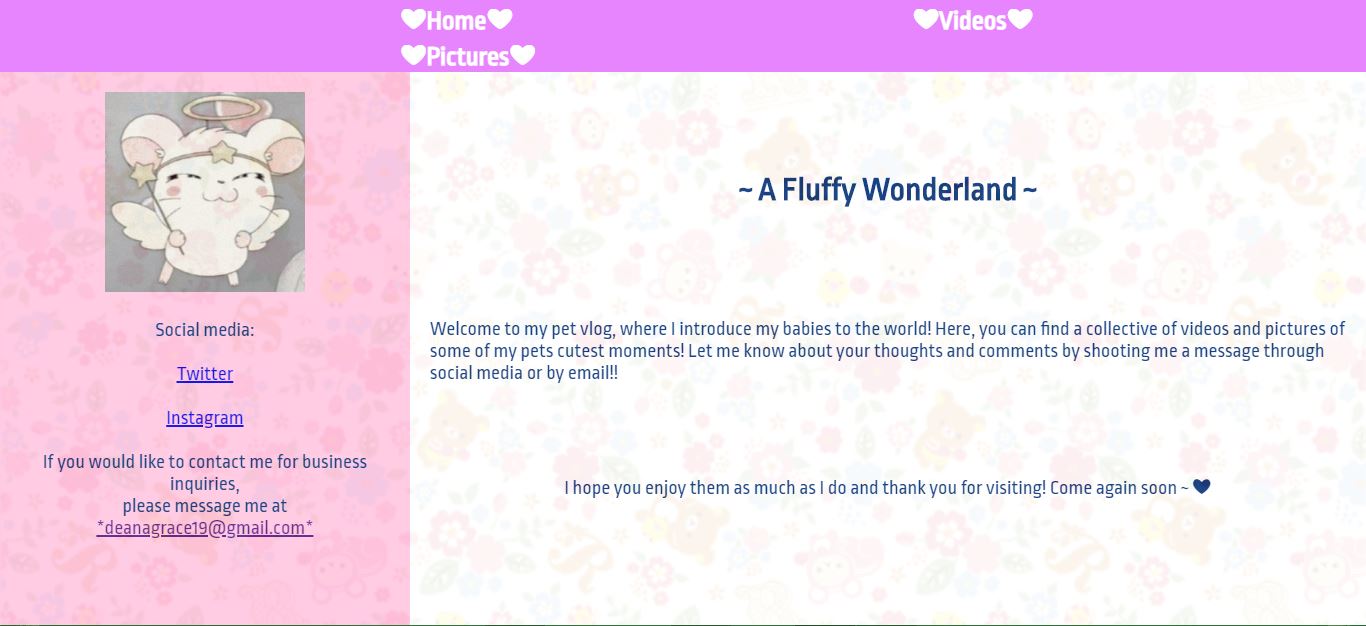 ♥Home♥ ♥Videos♥
♥Pictures♥
~ A Fluffy Wonderland ~
Social media:
Twitter
Instagram
If you would like to contact me for business
inquiries,
please message me at
*deanagrace19@gmail.com*
Welcome to my pet vlog, where I introduce my babies to the world! Here, you can find a collective of videos and pictures of
some of my pets cutest moments! Let me know about your thoughts and comments by shooting me a message through
social media or by email!!
I hope you enjoy them as much as I do and thank you for visiting! Come again soon ~ ♥